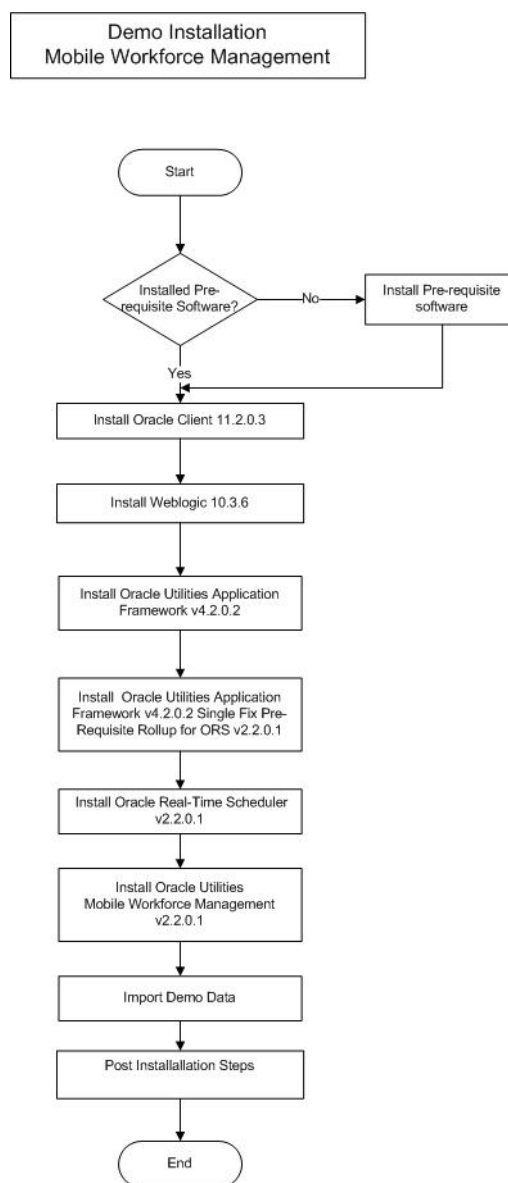 Demo Installation
Mobile Workforce Management
Start
Installed Pre-
requisite Software?
No
Install Pre-requisite
software
Yes
Install Oracle Client 11.2.0.3
Install Weblogic 10.3.6
Install Oracle Utilities Application
Framework v4.2.0.2
Install Oracle Utilities Application
Framework v4.2.0.2 Single Fix Pre-
Requisite Rollup for ORS v2.2.0.1
Install Oracle Real-Time Scheduler
v2.2.0.1
Install Oracle Utilities
Mobile Workforce Management
v2.2.0.1
Import Demo Data
Post Installallation Steps
End